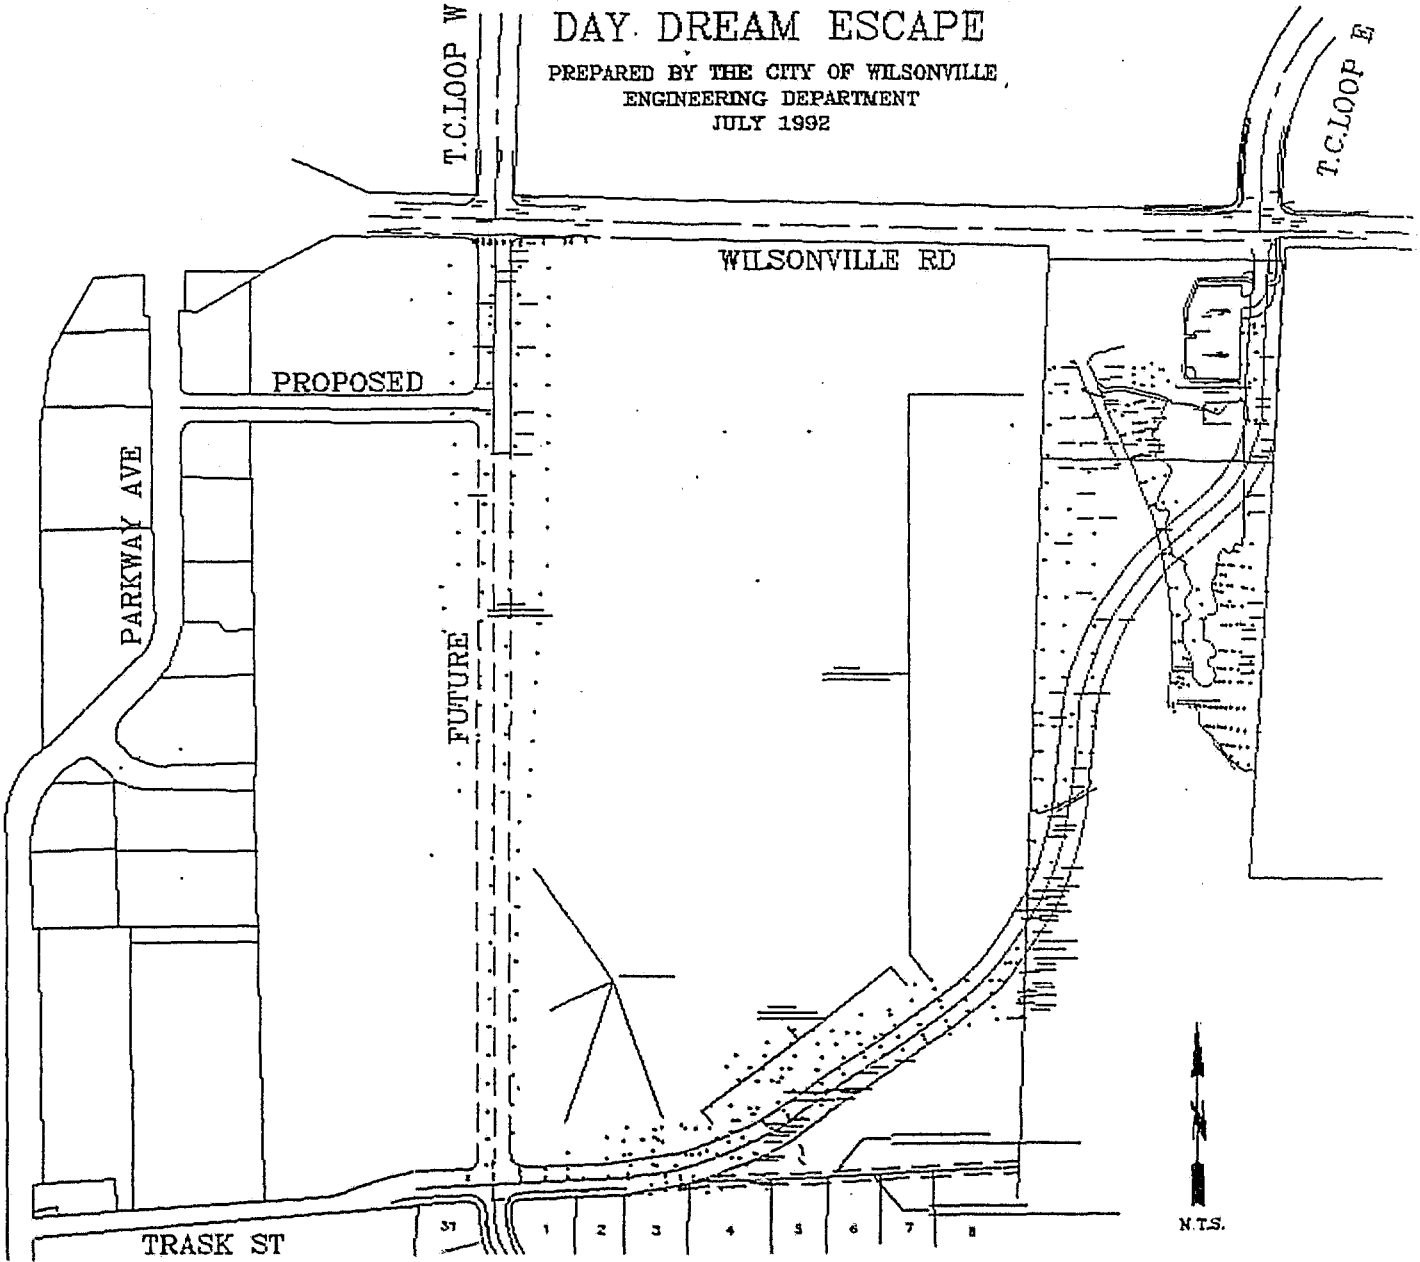 DAY DREAM ESCAPE
PREPARED BY THE CITY OF WILSONVILLE
ENGINEERING DEPARTMENT
JULY 1992
T.C.LOOP W
T.C.LOOP E
WILSONVILLE RD
PROPOSED
PARKWAY AVE
FUTURE
N
N.T.S.
37 1 2 3 4 5 6 7 8
TRASK ST